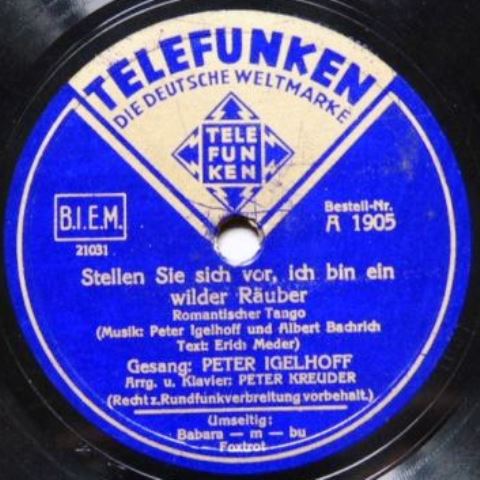 TELEFUNKEN
DIE DEUTSCHE WELTMARKE
TELE
FUN
KEN
B.I.E.M.
21031
Bestell-Nr.
A 1905
Stellen Sie sich vor, ich bin ein
wilder Räuber
Romantischer Tango
(Musik: Peter Igelhoff und Albert Bachrich
Text: Erich Meder)
Gesang: PETER IGELHOFF
Arrg. u. Klavier: PETER KREUDER
(Recht z. Rundfunkverbreitung vorbehalt.)
Umseitig:
Babara — m — bu
Foxtrot